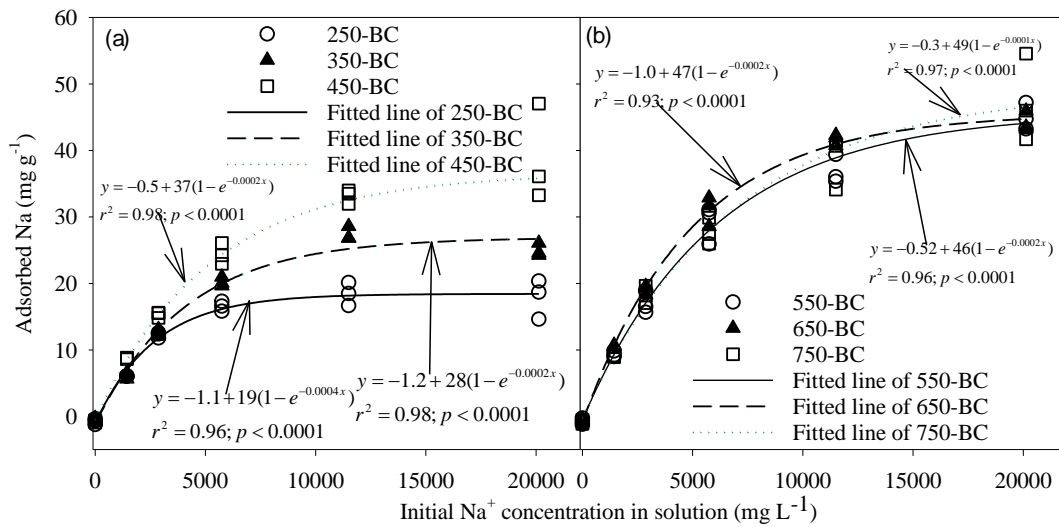 60
50
40
30
20
10
0
Adsorbed Na (mg g⁻¹)
(a)
250-BC
350-BC
450-BC
Fitted line of 250-BC
Fitted line of 350-BC
Fitted line of 450-BC
y = −0.5 + 37(1 − e^−0.0002x)
r² = 0.98; p < 0.0001
y = −1.1 + 19(1 − e^−0.0004x)
r² = 0.96; p < 0.0001
y = −1.2 + 28(1 − e^−0.0002x)
r² = 0.98; p < 0.0001
0 5000 10000 15000 20000
(b)
y = −1.0 + 47(1 − e^−0.0002x)
r² = 0.93; p < 0.0001
y = −0.3 + 49(1 − e^−0.0001x)
r² = 0.97; p < 0.0001
y = −0.52 + 46(1 − e^−0.0002x)
r² = 0.96; p < 0.0001
550-BC
650-BC
750-BC
Fitted line of 550-BC
Fitted line of 650-BC
Fitted line of 750-BC
0 5000 10000 15000 20000
Initial Na⁺ concentration in solution (mg L⁻¹)